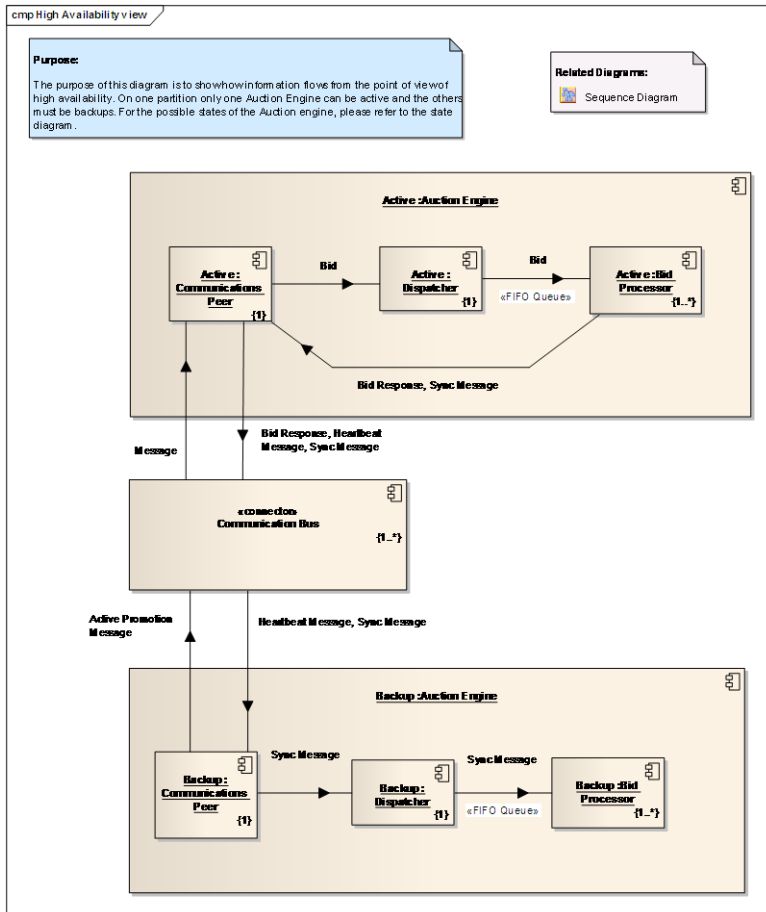 cmp High Availability view
Purpose:
The purpose of this diagram is to show how information flows from the point of view of
high availability. On one partition only one Auction Engine can be active and the others
must be backups. For the possible states of the Auction engine, please refer to the state
diagram.
Related Diagrams:
Sequence Diagram
Active :Auction Engine
Active :
Communications
Peer
{1}
Bid
Active :
Dispatcher
{1}
Bid
«FIFO Queue»
Active :Bid
Processor
{1..*}
Bid Response, Sync Message
Message
Bid Response, Heartbeat
Message, Sync Message
«connector»
Communication Bus
{1..*}
Active Promotion
Message
Heartbeat Message, Sync Message
Backup :Auction Engine
Backup :
Communications
Peer
{1}
Sync Message
Backup :
Dispatcher
{1}
Sync Message
«FIFO Queue»
Backup :Bid
Processor
{1..*}